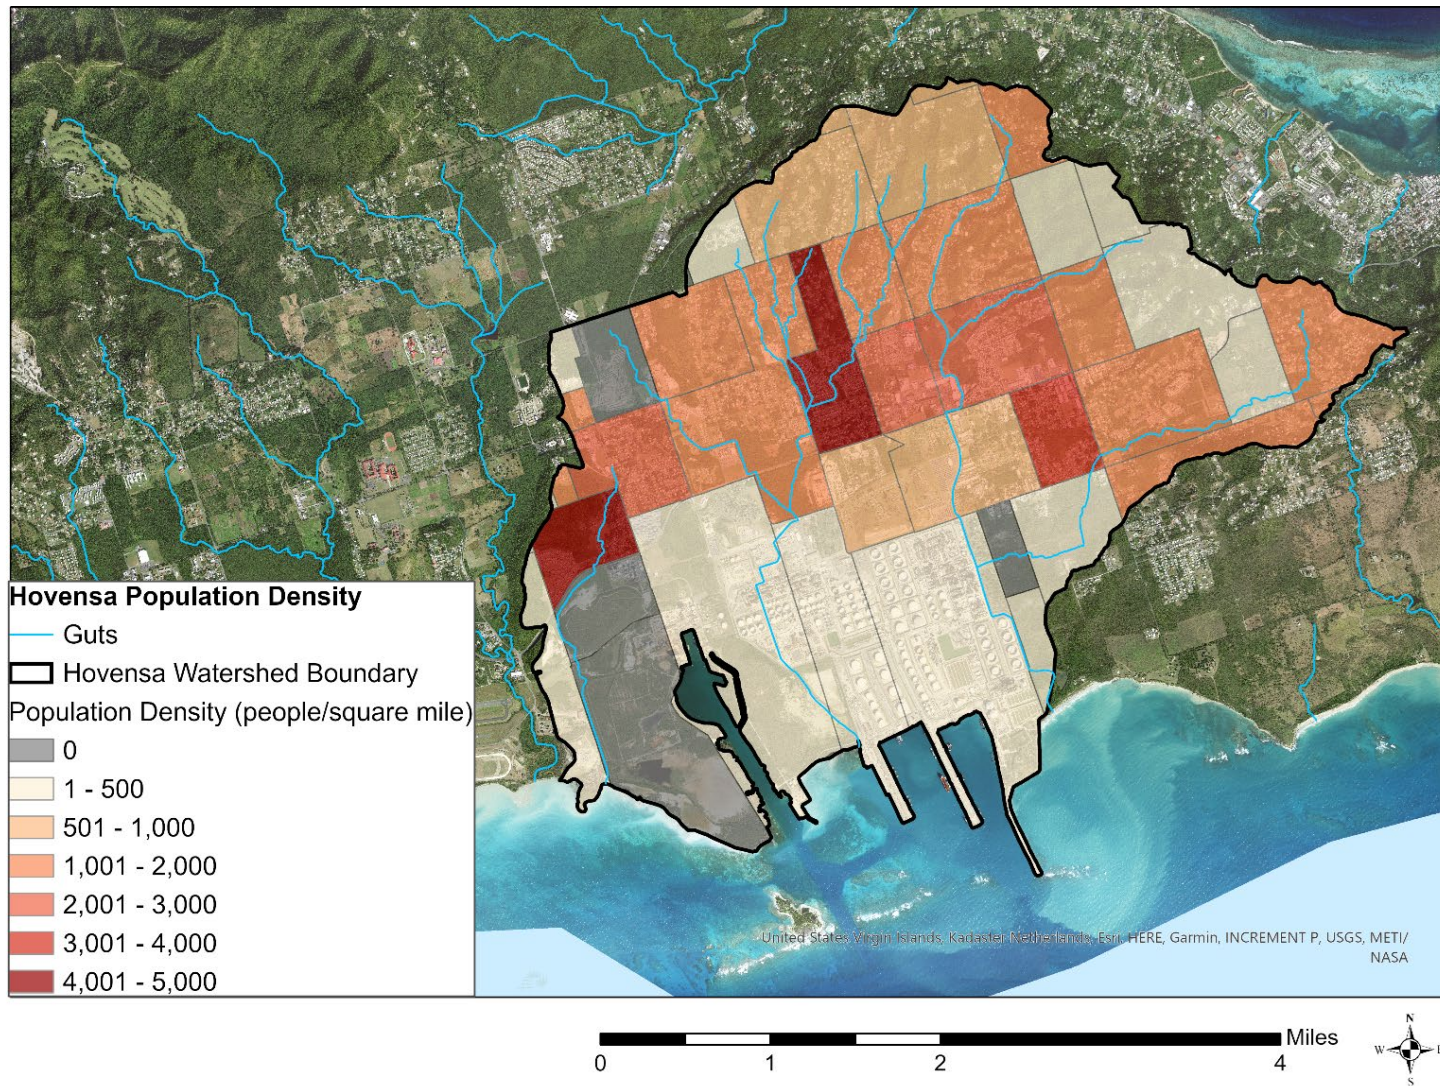 Hovensa Population Density
Guts
Hovensa Watershed Boundary
Population Density (people/square mile)
0
1 - 500
501 - 1,000
1,001 - 2,000
2,001 - 3,000
3,001 - 4,000
4,001 - 5,000
United States Virgin Islands, Kadaster Netherlands, Esri, HERE, Garmin, INCREMENT P, USGS, METI/
NASA
Miles
0 1 2 4
N
W E
S